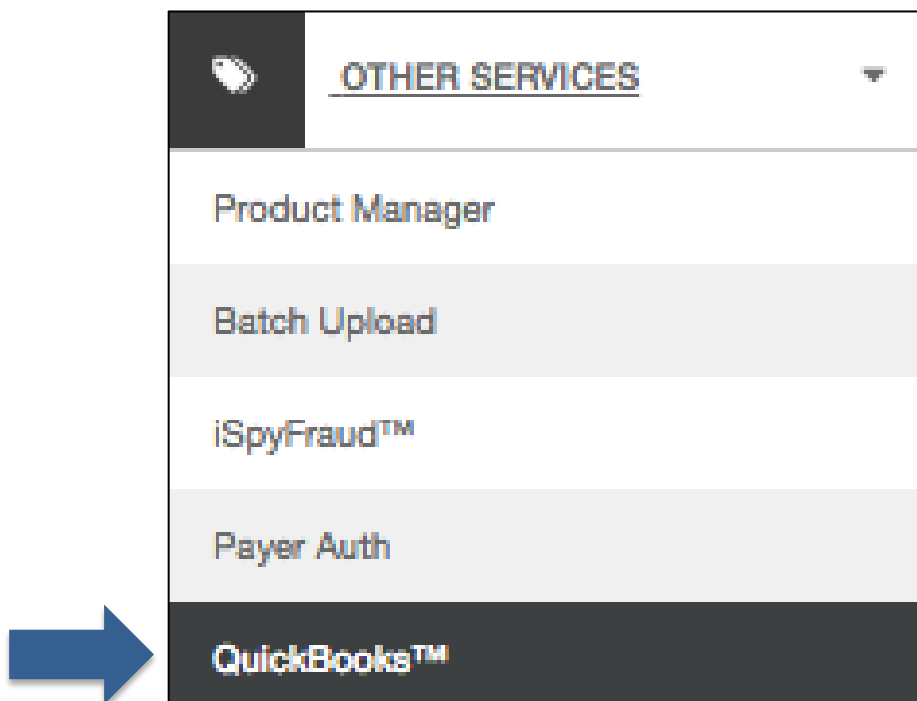 OTHER SERVICES
Product Manager
Batch Upload
iSpyFraud™
Payer Auth
QuickBooks™